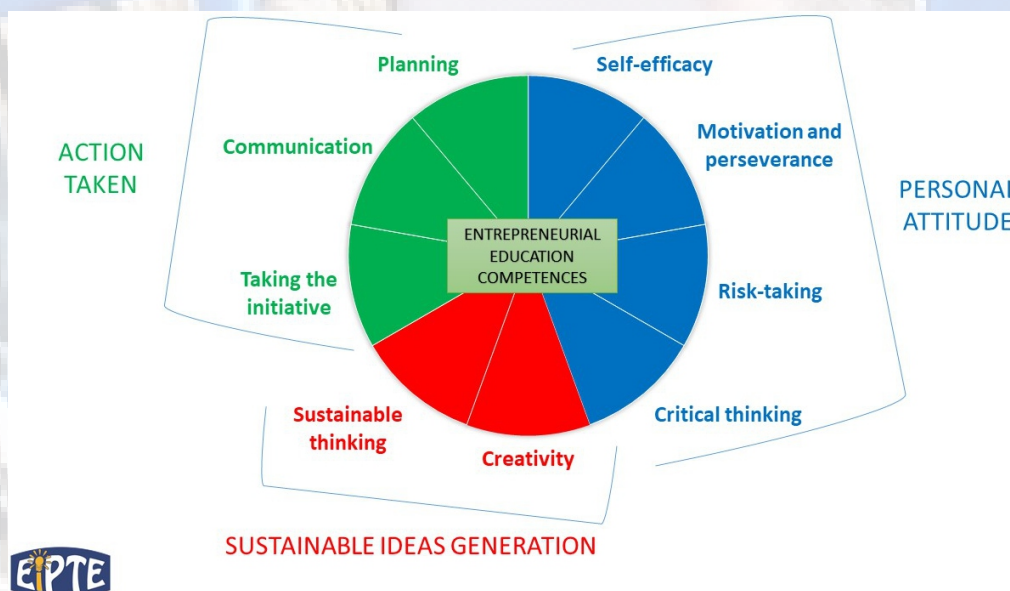 Planning
Self-efficacy
Communication
Motivation and
perseverance
ACTION
TAKEN
PERSONAL
ATTITUDE
ENTREPRENEURIAL
EDUCATION
COMPETENCES
Taking the
initiative
Risk-taking
Sustainable
thinking
Creativity
Critical thinking
SUSTAINABLE IDEAS GENERATION
EIPTE